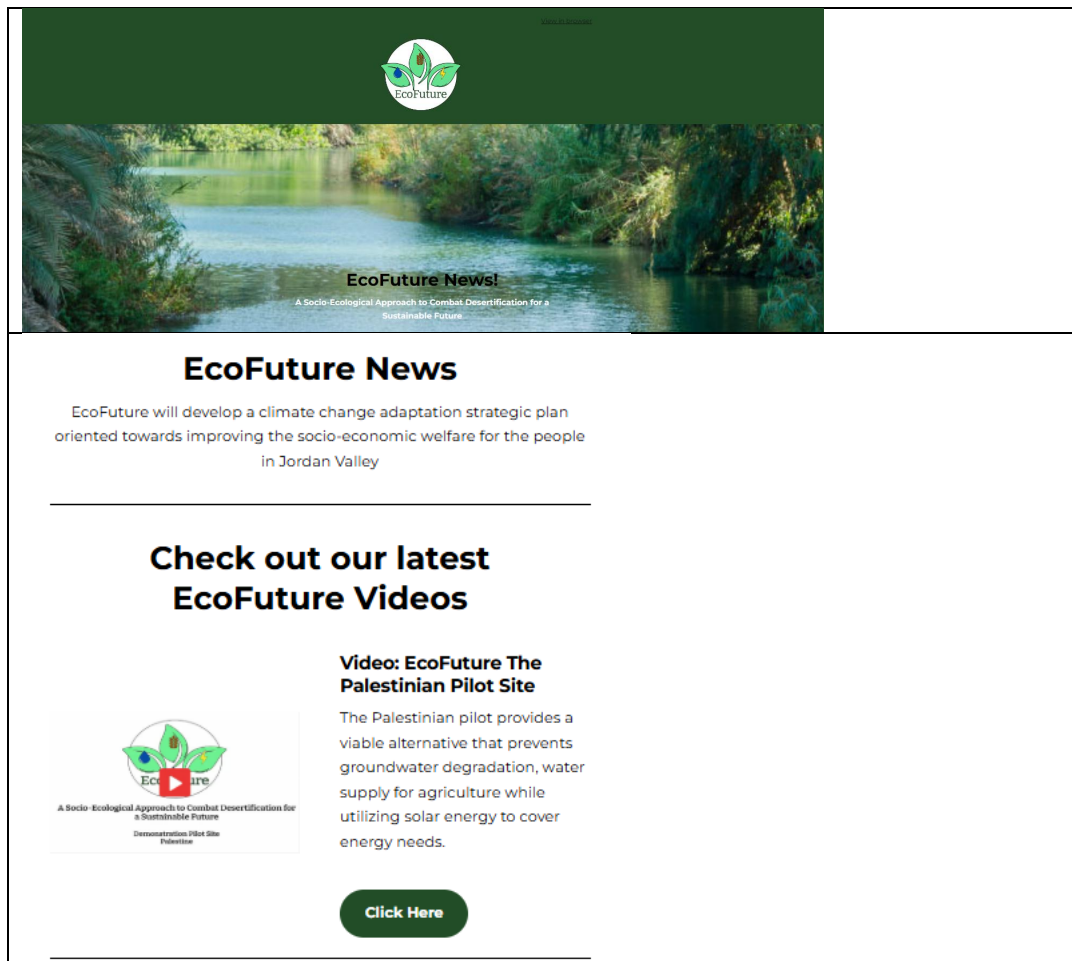 View in browser
EcoFuture
EcoFuture News!
A Socio-Ecological Approach to Combat Desertification for a
Sustainable Future
EcoFuture News
EcoFuture will develop a climate change adaptation strategic plan
oriented towards improving the socio-economic welfare for the people
in Jordan Valley
Check out our latest
EcoFuture Videos
Video: EcoFuture The
Palestinian Pilot Site
The Palestinian pilot provides a
viable alternative that prevents
groundwater degradation, water
supply for agriculture while
utilizing solar energy to cover
energy needs.
A Socio-Ecological Approach to Combat Desertification for
a Sustainable Future
Demonstration Pilot Site
Palestine
Click Here